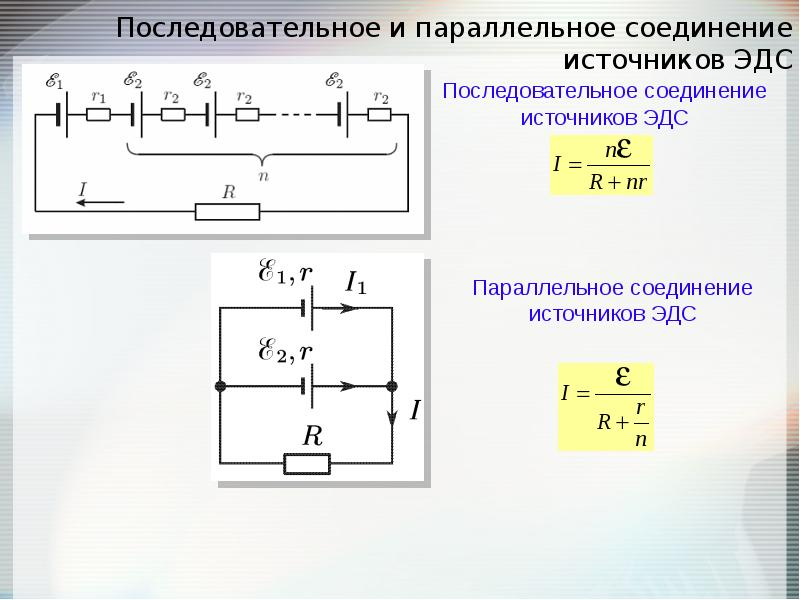 Последовательное и параллельное соединение
источников ЭДС
ℰ1 ℰ2 ℰ2 ℰ2
r1 r2 r2 r2
n
I R
Последовательное соединение
источников ЭДС
I = nε / (R + nr)
ℰ1, r I1
ℰ2, r
R I
Параллельное соединение
источников ЭДС
I = ε / (R + r/n)